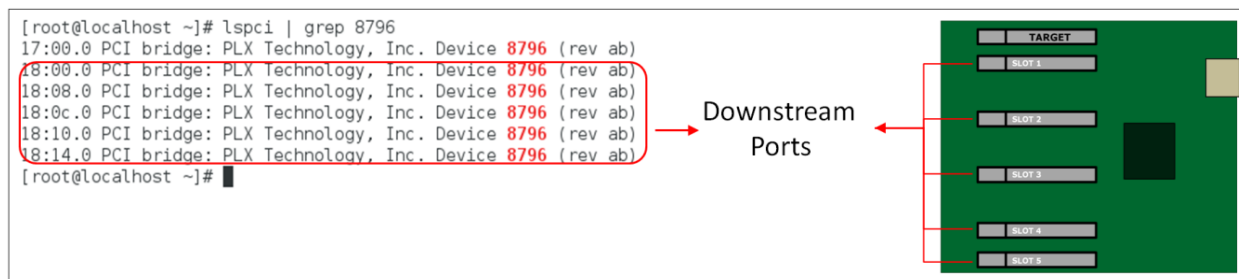 [root@localhost ~]# lspci | grep 8796
17:00.0 PCI bridge: PLX Technology, Inc. Device 8796 (rev ab)
18:00.0 PCI bridge: PLX Technology, Inc. Device 8796 (rev ab)
18:08.0 PCI bridge: PLX Technology, Inc. Device 8796 (rev ab)
18:0c.0 PCI bridge: PLX Technology, Inc. Device 8796 (rev ab)
18:10.0 PCI bridge: PLX Technology, Inc. Device 8796 (rev ab)
18:14.0 PCI bridge: PLX Technology, Inc. Device 8796 (rev ab)
[root@localhost ~]#
Downstream
Ports
TARGET
SLOT 1
SLOT 2
SLOT 3
SLOT 4
SLOT 5